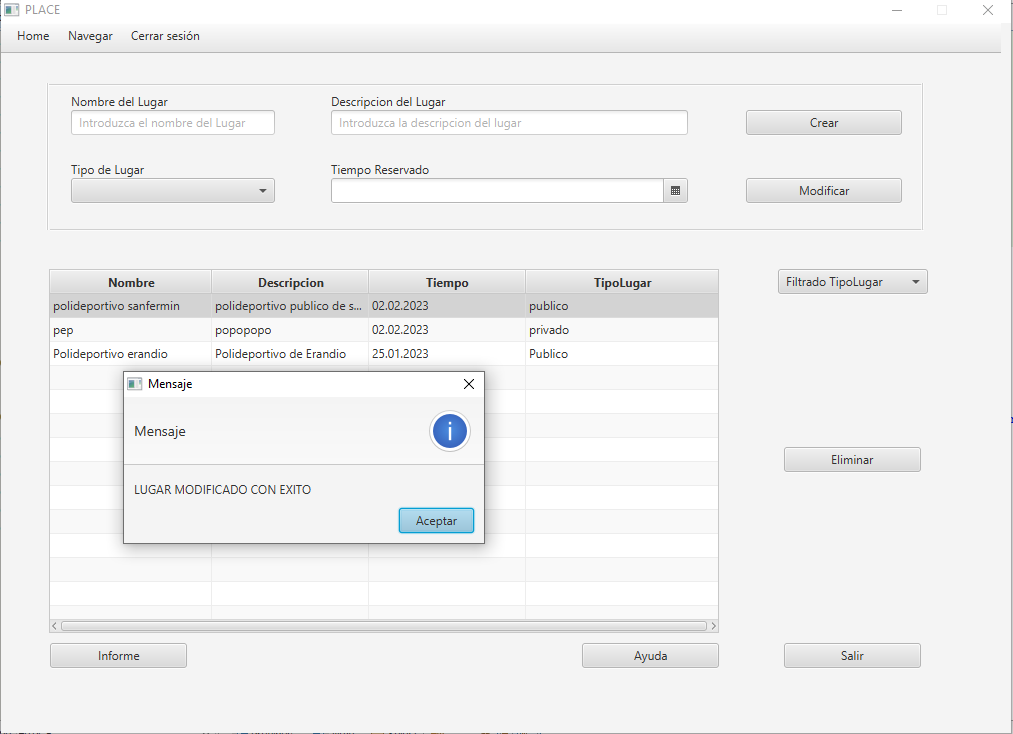 PLACE
Home Navegar Cerrar sesión
Nombre del Lugar Descripcion del Lugar
Introduzca el nombre del Lugar Introduzca la descripcion del lugar Crear
Tipo de Lugar Tiempo Reservado
Modificar
Nombre Descripcion Tiempo TipoLugar Filtrado TipoLugar
polideportivo sanfermin polideportivo publico de s... 02.02.2023 publico
pep popopopo 02.02.2023 privado
Polideportivo erandio Polideportivo de Erandio 25.01.2023 Publico
Mensaje
Mensaje
LUGAR MODIFICADO CON EXITO
Aceptar
Eliminar
Informe Ayuda Salir